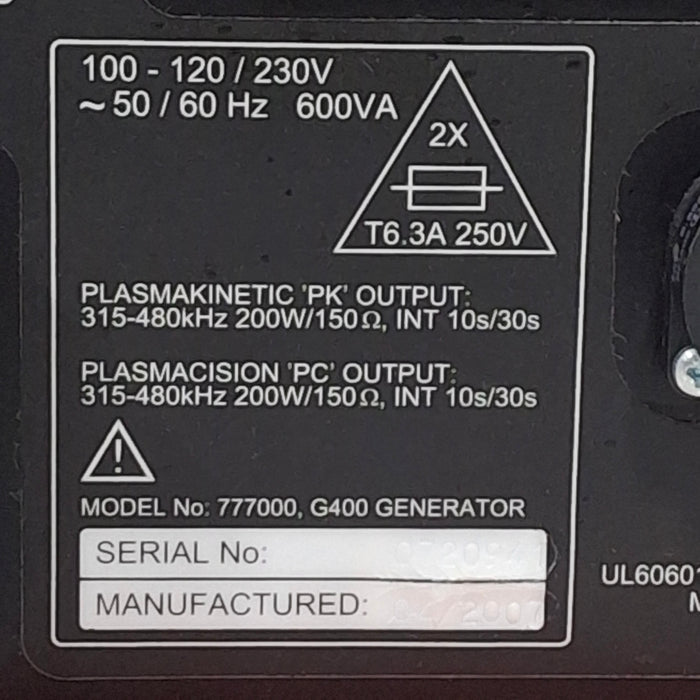 100 - 120 / 230V
~ 50 / 60 Hz 600VA
2X
T6.3A 250V
PLASMAKINETIC 'PK' OUTPUT:
315-480kHz 200W/150Ω, INT 10s/30s
PLASMACISION 'PC' OUTPUT:
315-480kHz 200W/150Ω, INT 10s/30s
!
MODEL No: 777000, G400 GENERATOR
SERIAL No:
MANUFACTURED: 04/2007